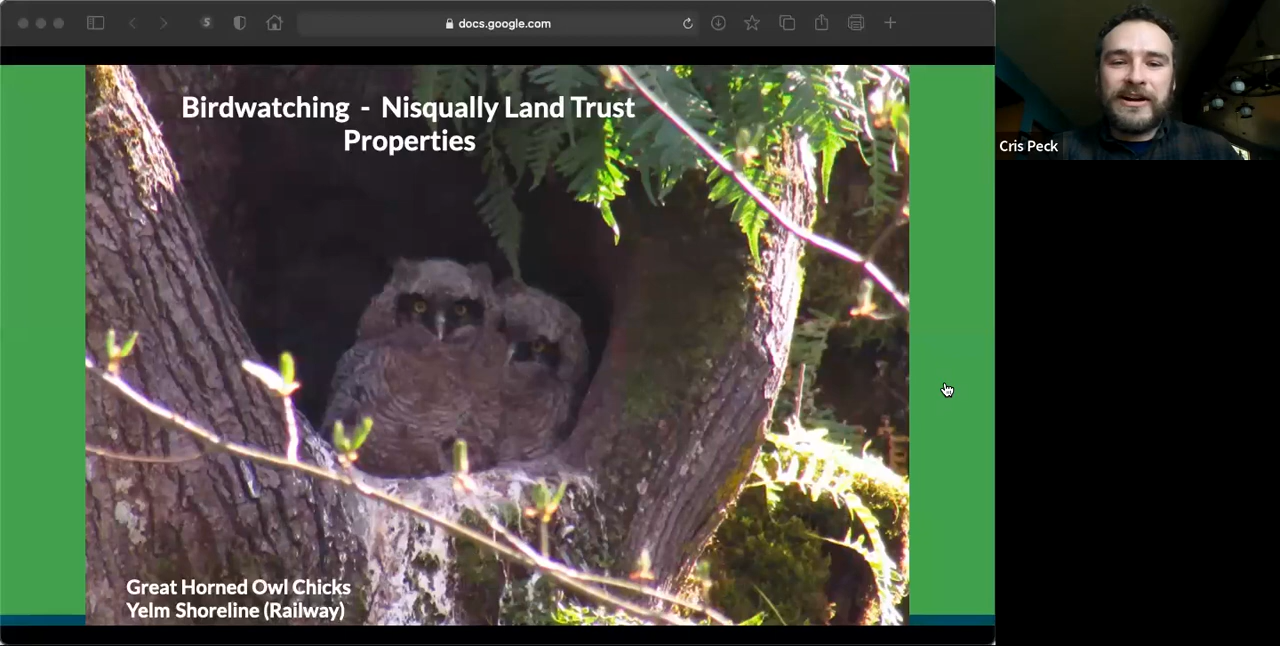 docs.google.com
Birdwatching - Nisqually Land Trust
Properties
Cris Peck
Great Horned Owl Chicks
Yelm Shoreline (Railway)